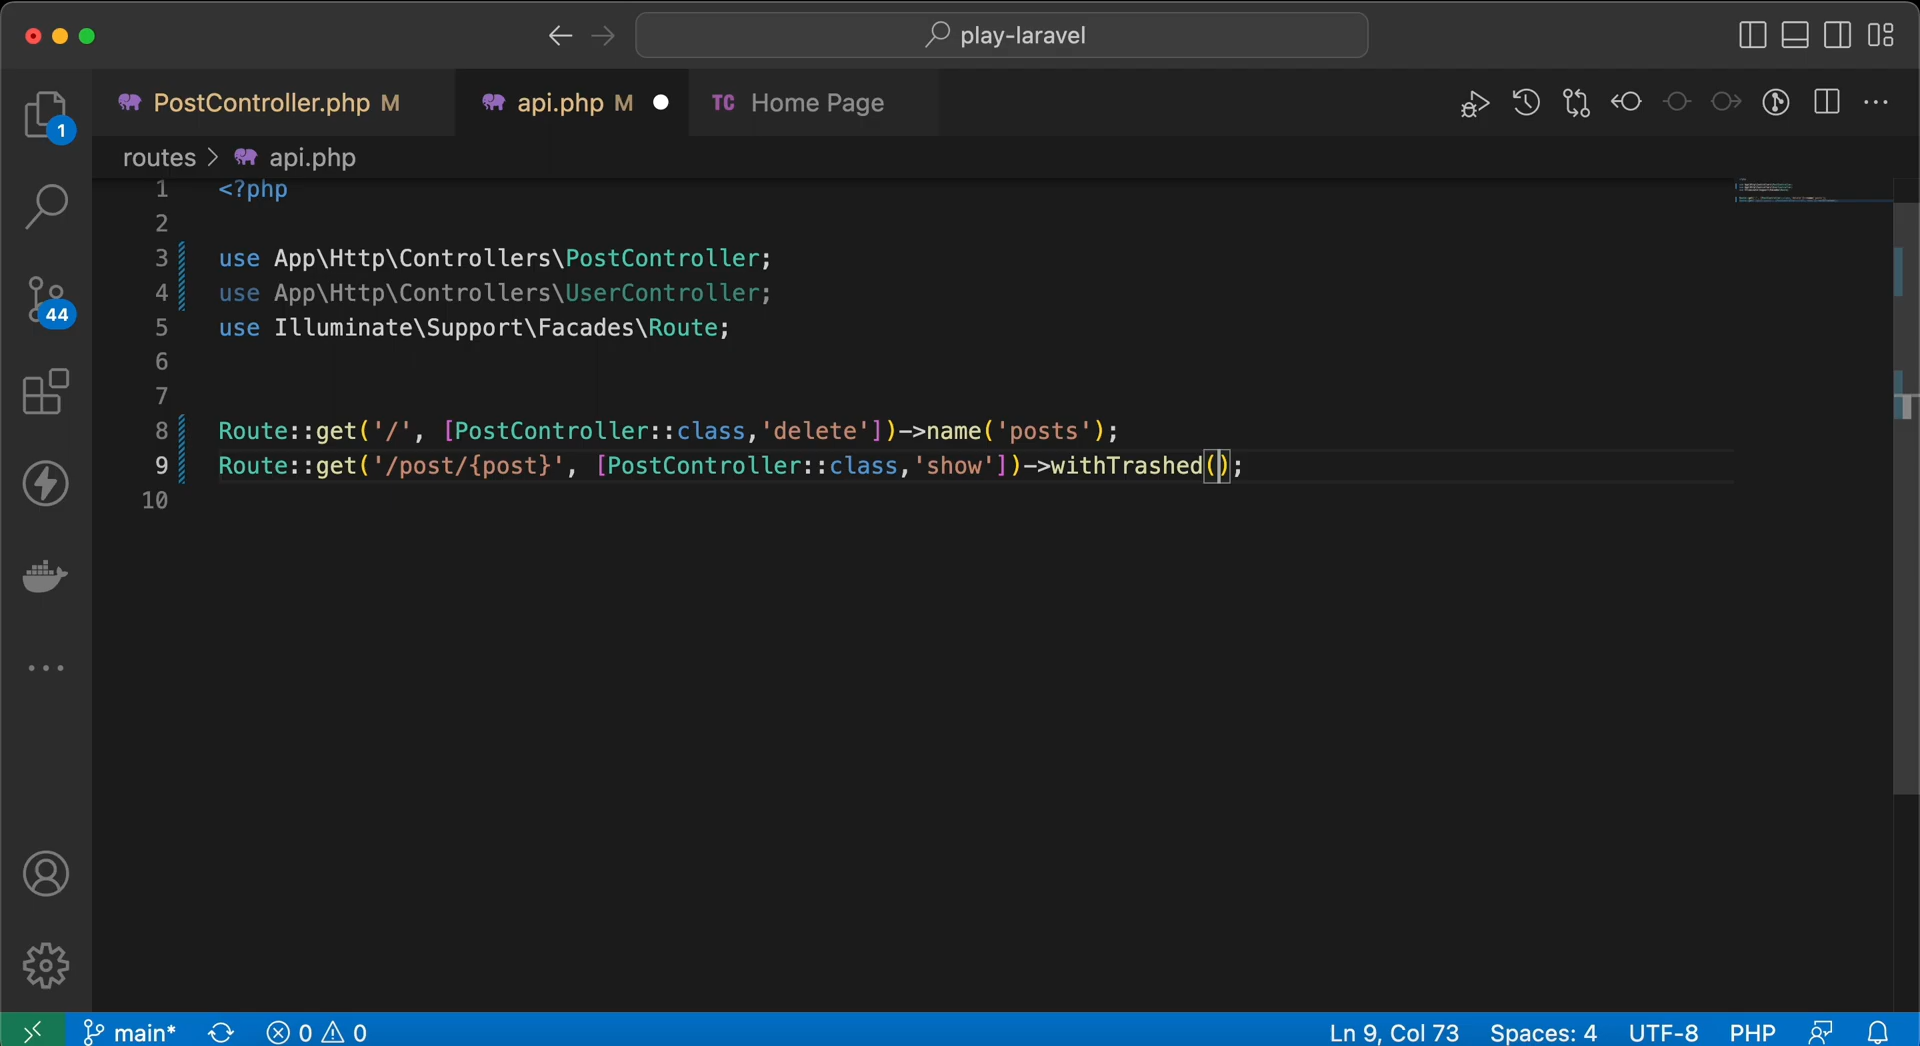 play-laravel
PostController.php M
api.php M
TC Home Page
1
routes > api.php
1 <?php
2
3 use App\Http\Controllers\PostController;
44
4 use App\Http\Controllers\UserController;
5 use Illuminate\Support\Facades\Route;
6
7
8 Route::get('/', [PostController::class,'delete'])->name('posts');
9 Route::get('/post/{post}', [PostController::class,'show'])->withTrashed();
10
main* 0 0 Ln 9, Col 73 Spaces: 4 UTF-8 PHP